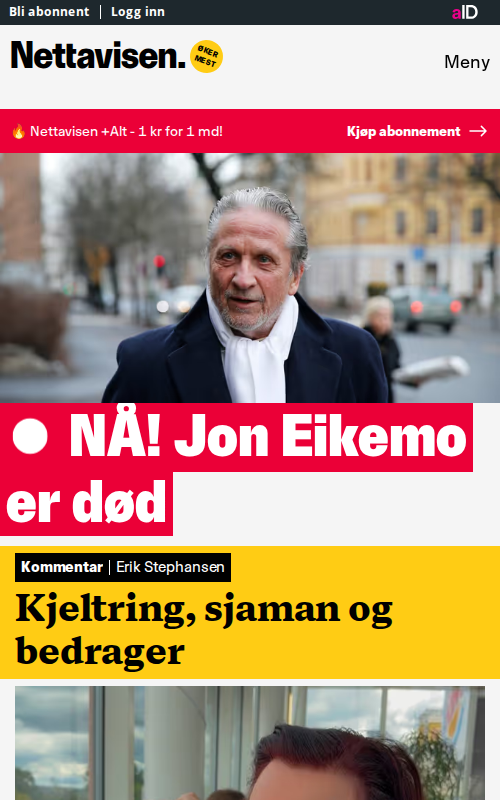 Bli abonnent | Logg inn
aID
Nettavisen.
ØKER
MEST
Meny
🔥 Nettavisen +Alt - 1 kr for 1 md!
Kjøp abonnement →
NÅ! Jon Eikemo
er død
Kommentar | Erik Stephansen
Kjeltring, sjaman og
bedrager